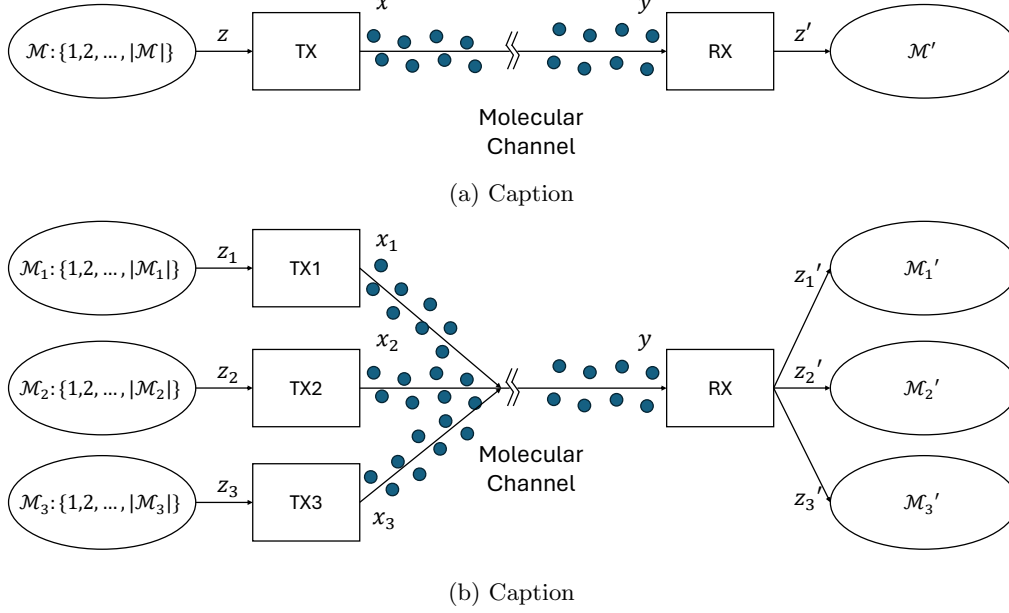 x y
ℳ:{1,2, ... , |ℳ|} z TX RX z′ ℳ′
Molecular
Channel
(a) Caption
ℳ₁:{1,2, ... , |ℳ₁|} z₁ TX1 x₁ z₁′ ℳ₁′
ℳ₂:{1,2, ... , |ℳ₂|} z₂ TX2 x₂ y RX z₂′ ℳ₂′
Molecular
Channel
ℳ₃:{1,2, ... , |ℳ₃|} z₃ TX3 x₃ z₃′ ℳ₃′
(b) Caption